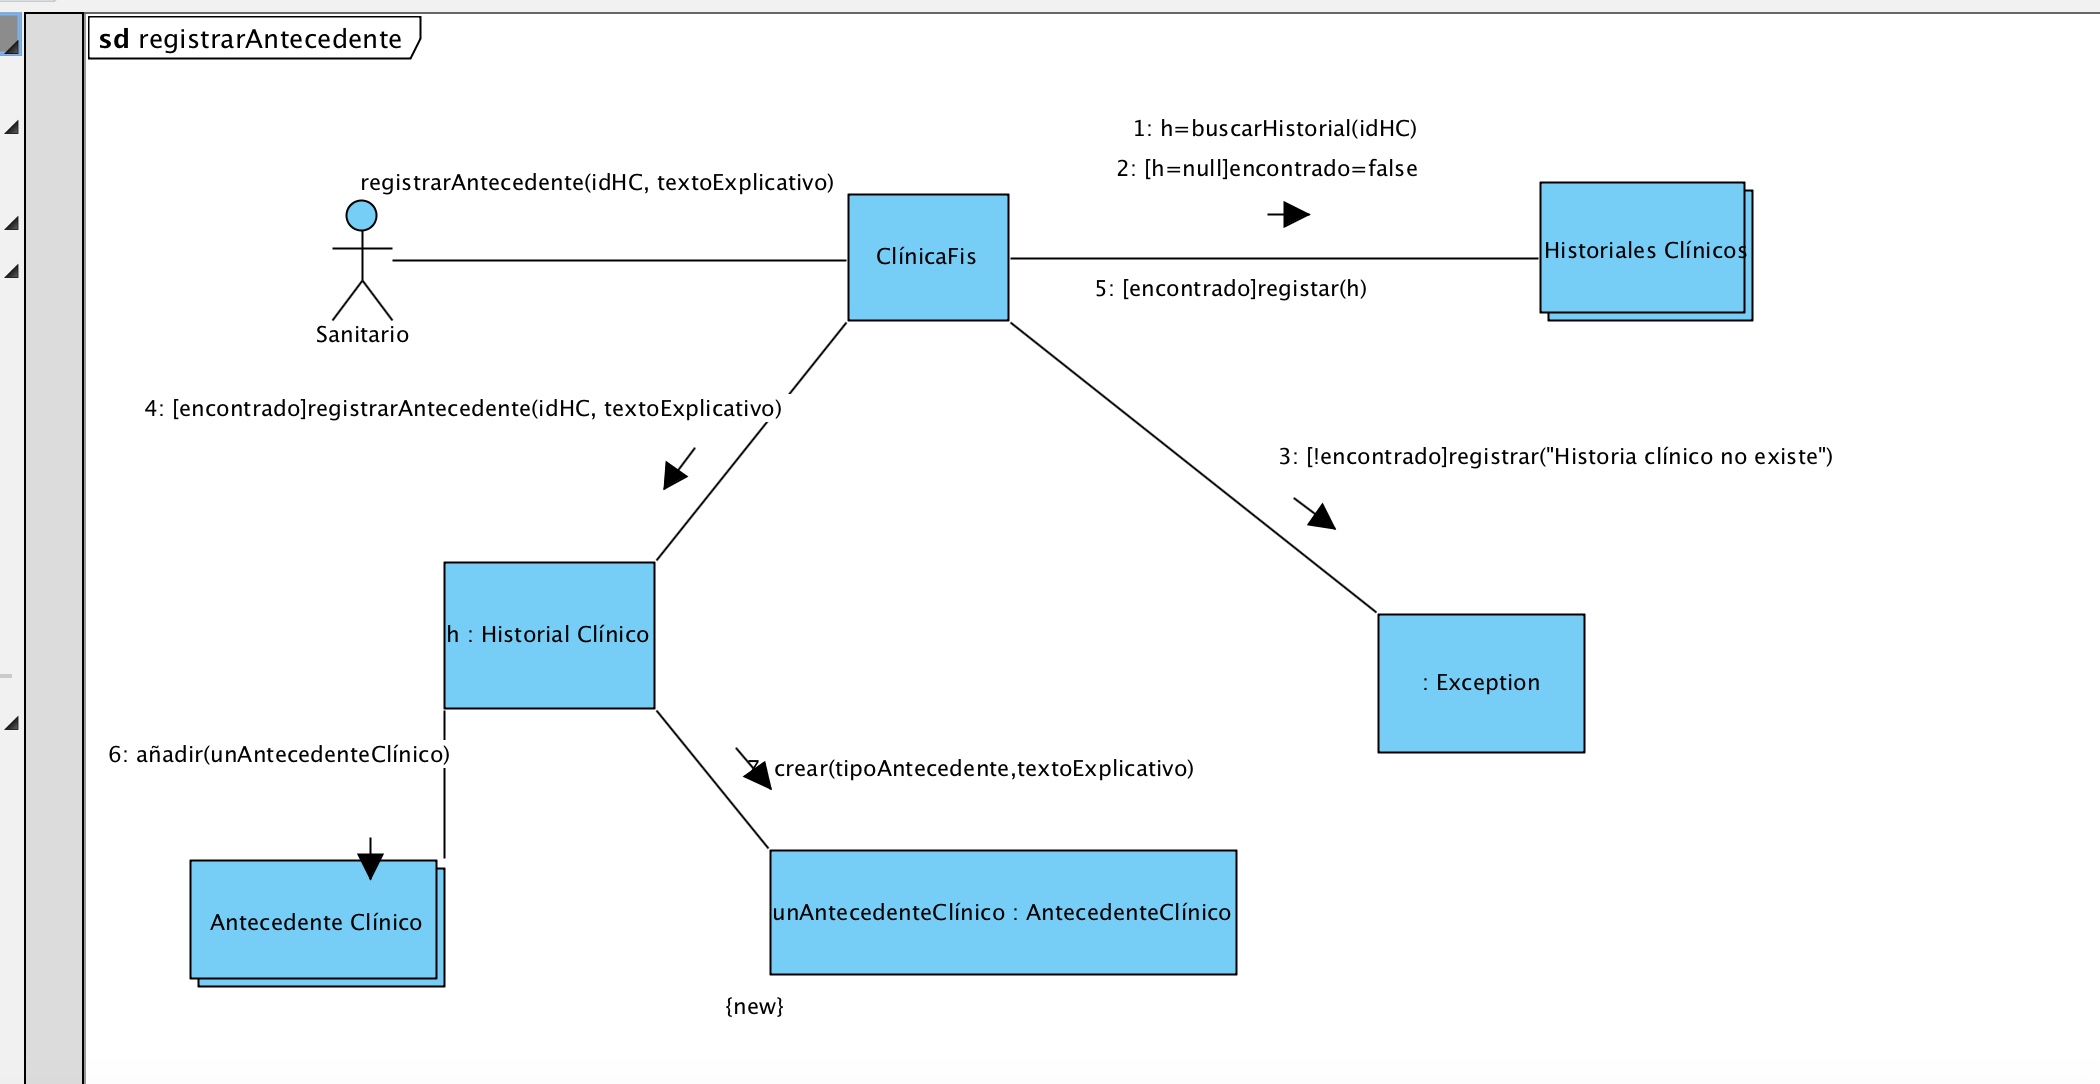 sd registrarAntecedente
1: h=buscarHistorial(idHC)
2: [h=null]encontrado=false
registrarAntecedente(idHC, textoExplicativo)
ClínicaFis
Historiales Clínicos
5: [encontrado]registar(h)
Sanitario
4: [encontrado]registrarAntecedente(idHC, textoExplicativo)
3: [!encontrado]registrar("Historia clínico no existe")
h : Historial Clínico
: Exception
6: añadir(unAntecedenteClínico)
crear(tipoAntecedente,textoExplicativo)
Antecedente Clínico
unAntecedenteClínico : AntecedenteClínico
{new}